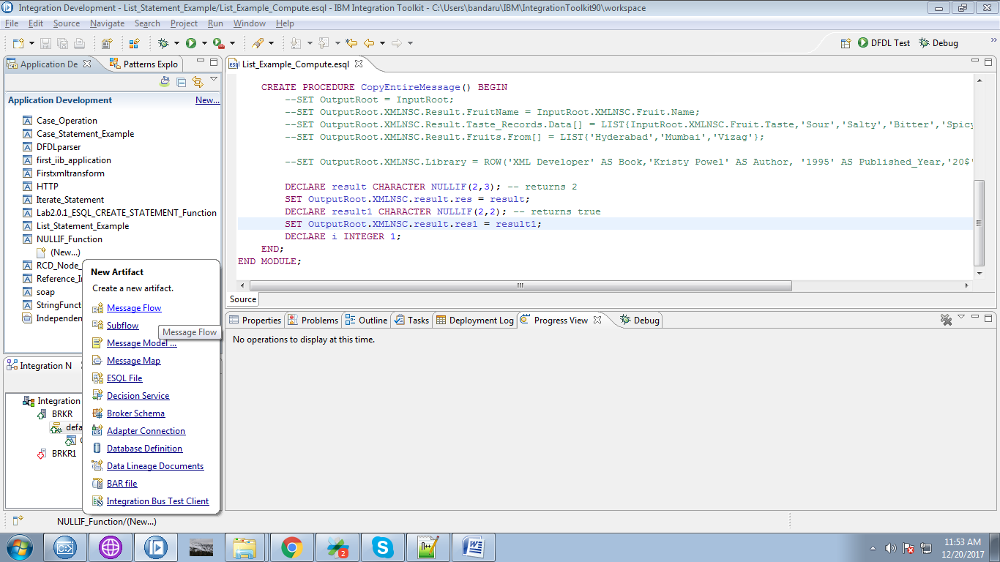 Integration Development - List_Statement_Example/List_Example_Compute.esql - IBM Integration Toolkit - C:\Users\bandaru\IBM\IntegrationToolkit90\workspace
File Edit Source Navigate Search Project Run Window Help
DFDL Test Debug
Application De Patterns Explo
Application Development New...
Case_Operation
Case_Statement_Example
DFDLparser
first_iib_application
Firstxmltransform
HTTP
Iterate_Statement
Lab2.0.1_ESQL_CREATE_STATEMENT_Function
List_Statement_Example
NULLIF_Function
(New...)
RCD_Node_
Reference_In
soap
StringFunct
Independen
New Artifact
Create a new artifact.
Message Flow
Subflow
Message Flow
Message Model ...
Message Map
ESQL File
Decision Service
Broker Schema
Adapter Connection
Database Definition
Data Lineage Documents
BAR file
Integration Bus Test Client
Integration N
Integration
BRKR
defa
BRKR1
List_Example_Compute.esql
CREATE PROCEDURE CopyEntireMessage() BEGIN
--SET OutputRoot = InputRoot;
--SET OutputRoot.XMLNSC.Result.FruitName = InputRoot.XMLNSC.Fruit.Name;
--SET OutputRoot.XMLNSC.Result.Taste_Records.Data[] = LIST{InputRoot.XMLNSC.Fruit.Taste,'Sour','Salty','Bitter','Spicy
--SET OutputRoot.XMLNSC.Result.Fruits.From[] = LIST{'Hyderabad','Mumbai','Vizag'};
--SET OutputRoot.XMLNSC.Library = ROW('XML Developer' AS Book,'Kristy Powel' AS Author, '1995' AS Published_Year,'20$'
DECLARE result CHARACTER NULLIF(2,3); -- returns 2
SET OutputRoot.XMLNSC.result.res = result;
DECLARE result1 CHARACTER NULLIF(2,2); -- returns true
SET OutputRoot.XMLNSC.result.res1 = result1;
DECLARE i INTEGER 1;
END;
END MODULE;
Source
Properties Problems Outline Tasks Deployment Log Progress View Debug
No operations to display at this time.
NULLIF_Function/(New...)
2
11:53 AM
12/20/2017